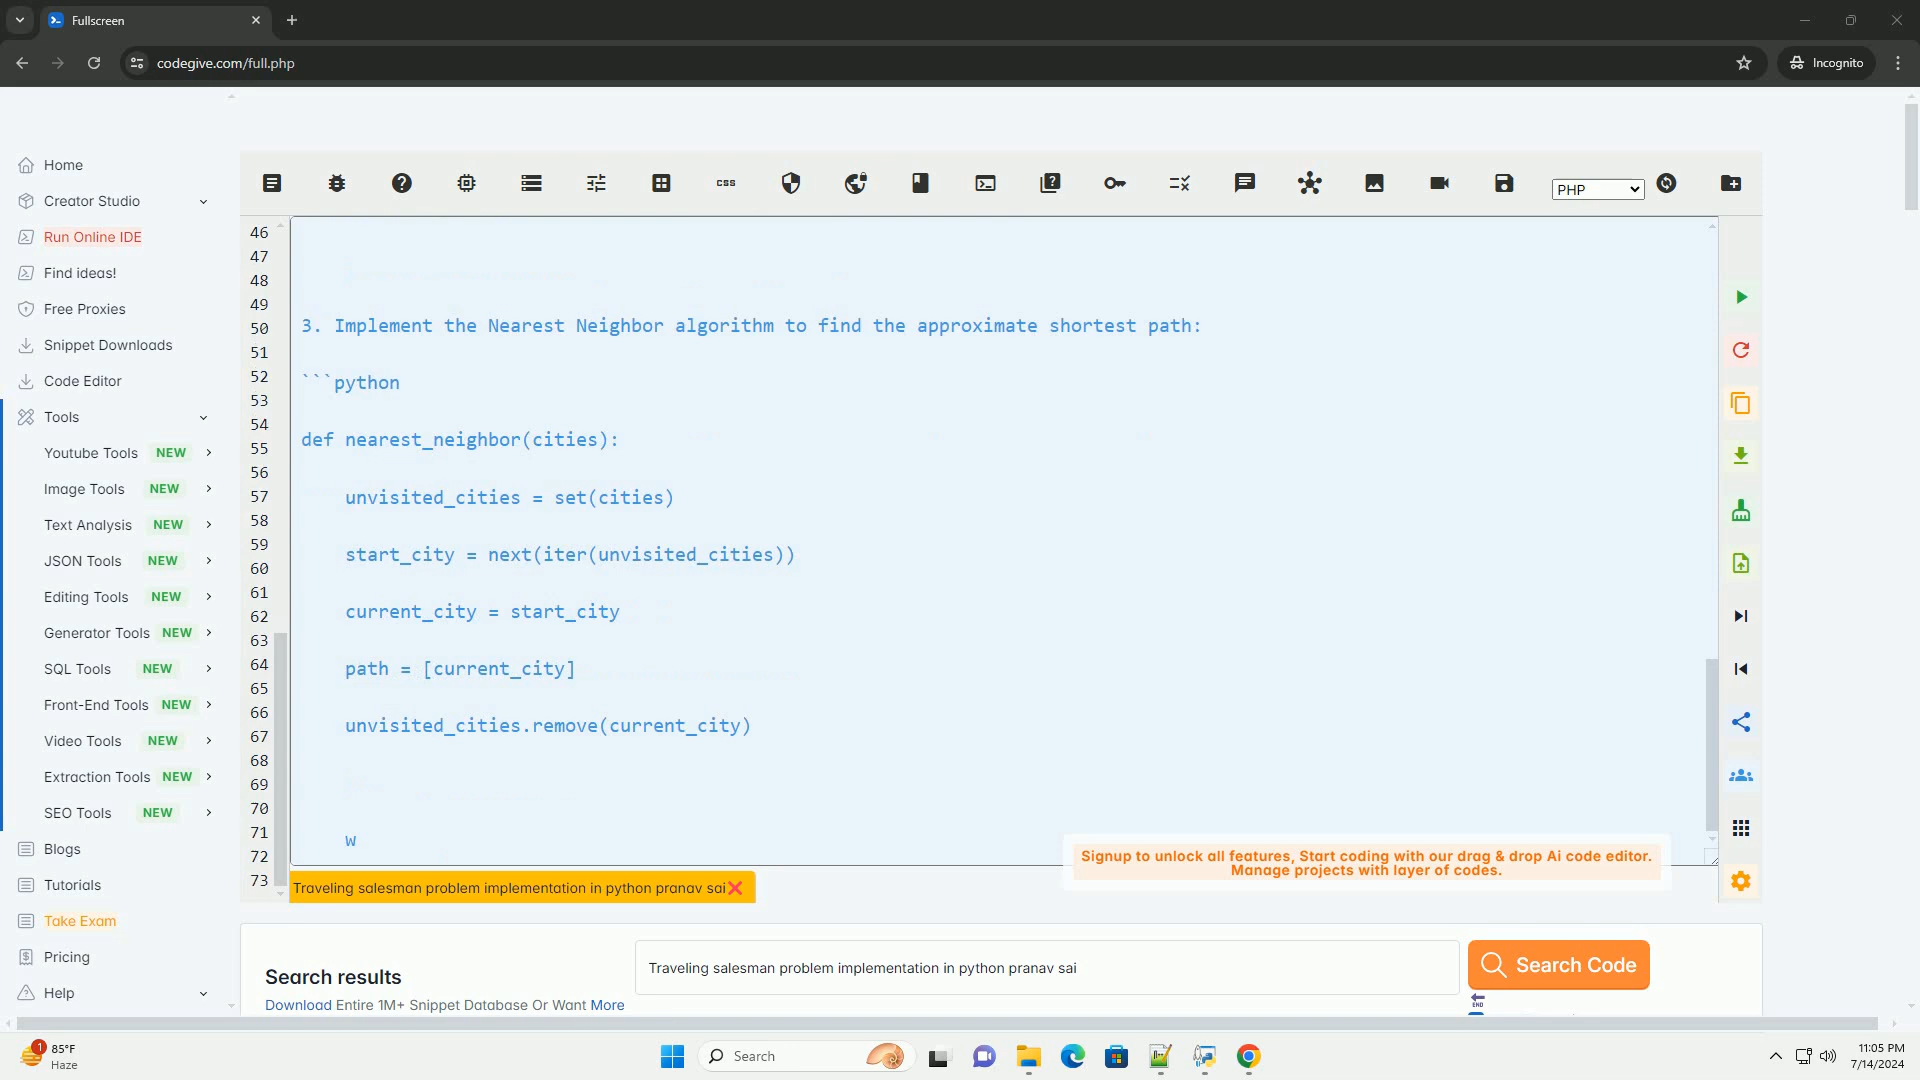 Fullscreen
codegive.com/full.php
Incognito
Home
Creator Studio
Run Online IDE
Find ideas!
Free Proxies
Snippet Downloads
Code Editor
Tools
Youtube Tools NEW
Image Tools NEW
Text Analysis NEW
JSON Tools NEW
Editing Tools NEW
Generator Tools NEW
SQL Tools NEW
Front-End Tools NEW
Video Tools NEW
Extraction Tools NEW
SEO Tools NEW
Blogs
Tutorials
Take Exam
Pricing
Help
css
PHP
46
47
48
49
50
51
52
53
54
55
56
57
58
59
60
61
62
63
64
65
66
67
68
69
70
71
72
73
3. Implement the Nearest Neighbor algorithm to find the approximate shortest path:
```python
def nearest_neighbor(cities):
unvisited_cities = set(cities)
start_city = next(iter(unvisited_cities))
current_city = start_city
path = [current_city]
unvisited_cities.remove(current_city)
w
Signup to unlock all features, Start coding with our drag & drop Ai code editor.
Manage projects with layer of codes.
Traveling salesman problem implementation in python pranav sai
Search results
Download Entire 1M+ Snippet Database Or Want More
Traveling salesman problem implementation in python pranav sai
Search Code
END
1
85°F
Haze
Search
11:05 PM
7/14/2024